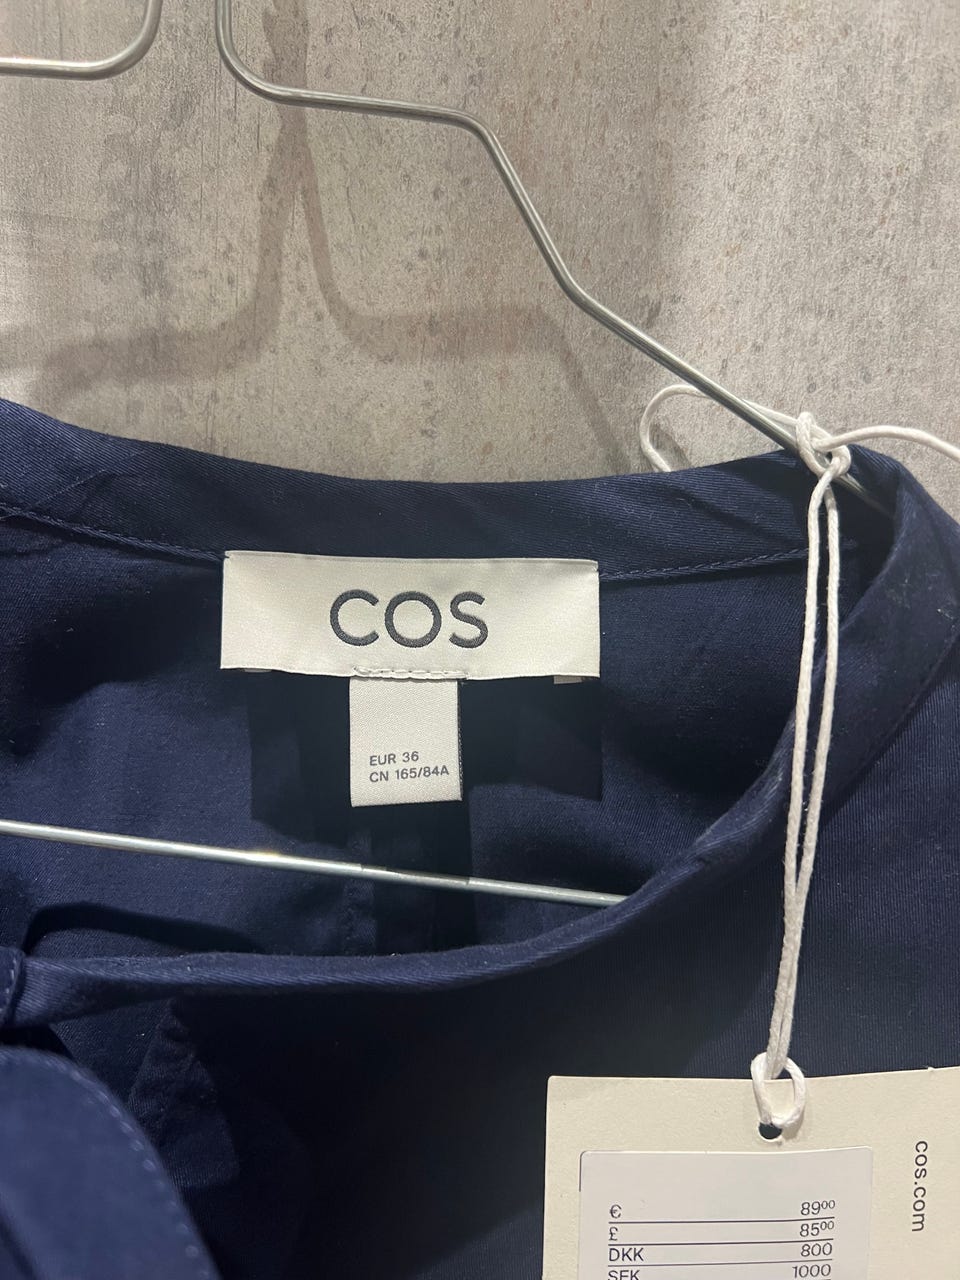 COS
EUR 36
CN 165/84A
cos.com
€ 89⁰⁰
£ 85⁰⁰
DKK 800
SEK 1000